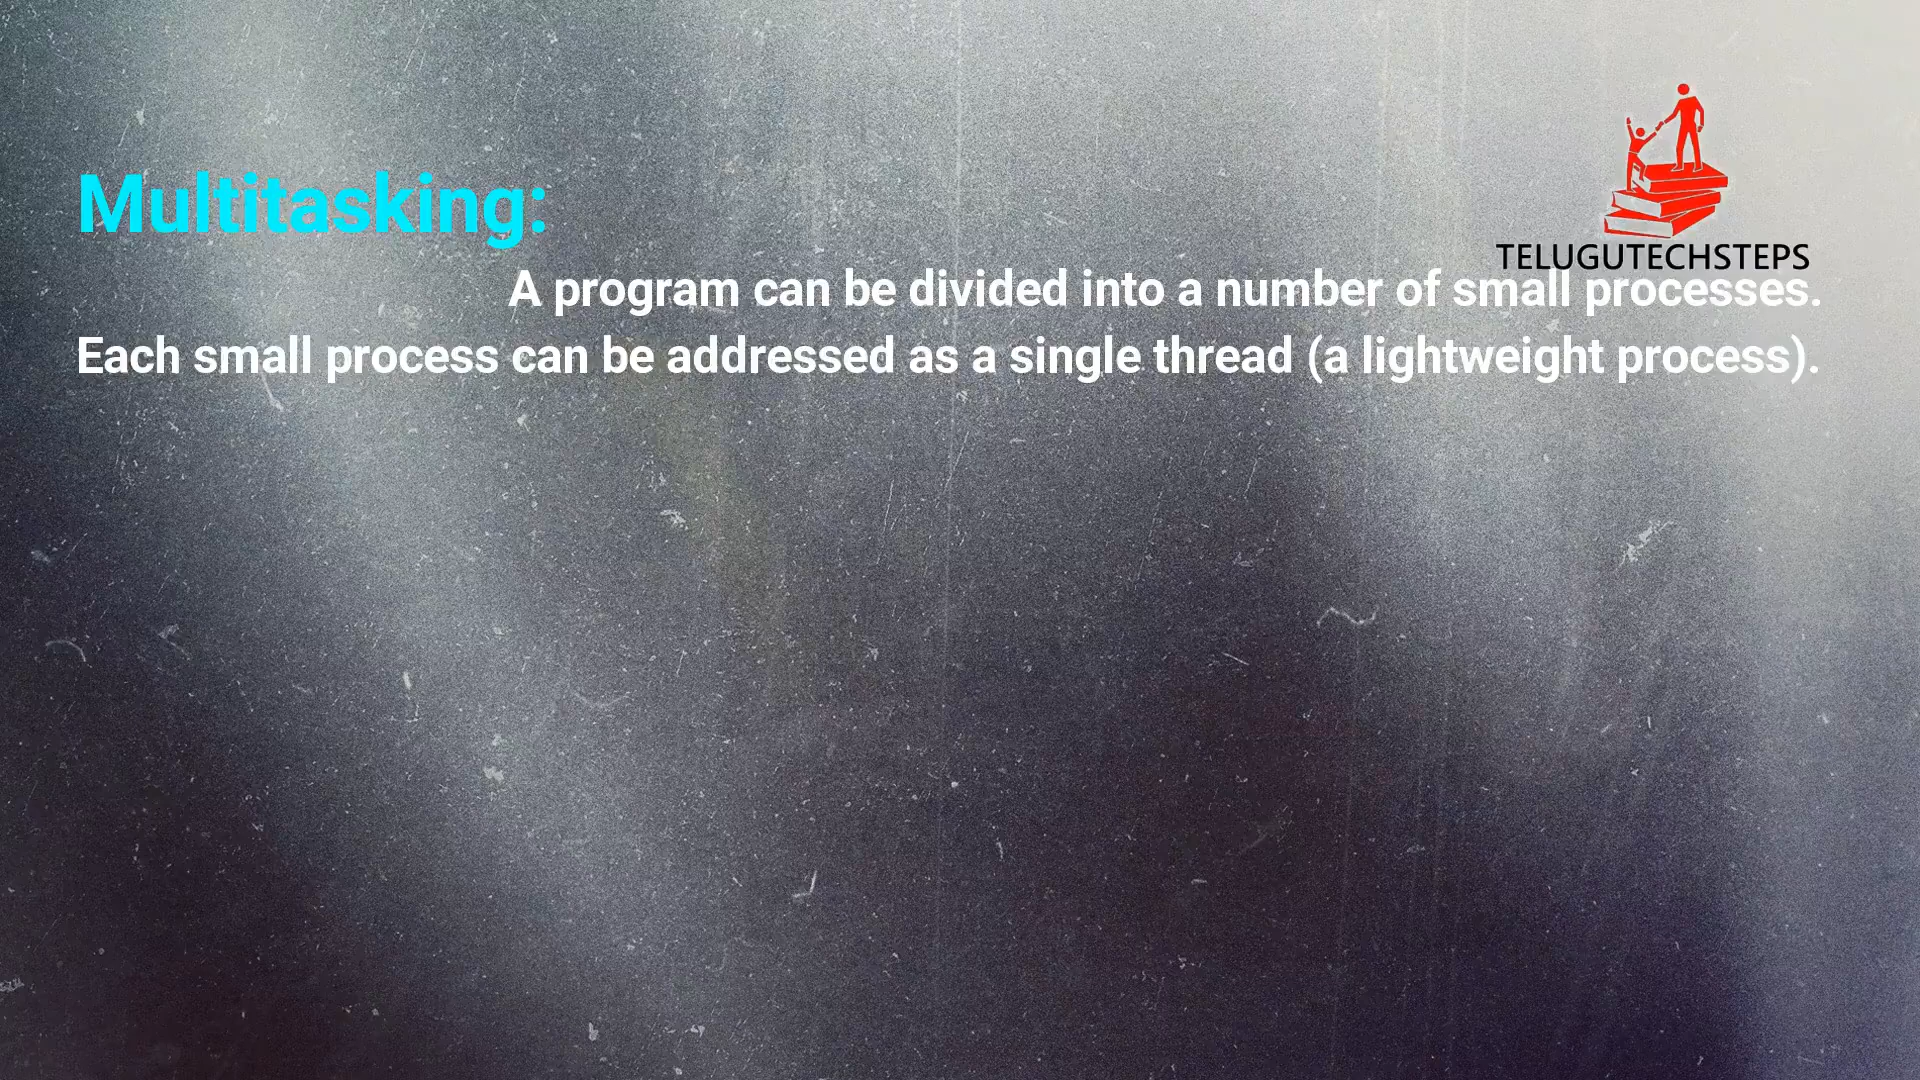 TELUGUTECHSTEPS
Multitasking:
A program can be divided into a number of small processes.
Each small process can be addressed as a single thread (a lightweight process).